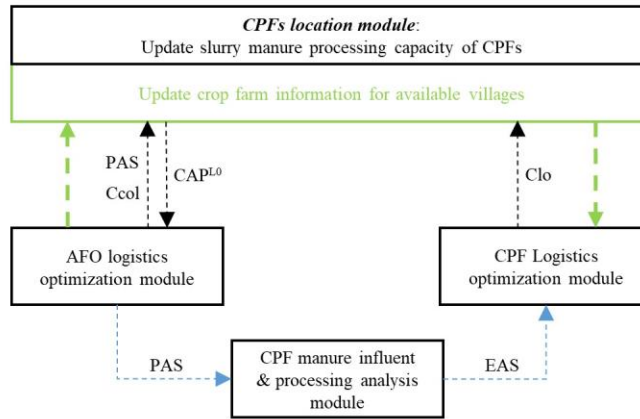 CPFs location module:
Update slurry manure processing capacity of CPFs
Update crop farm information for available villages
PAS
Ccol
CAP^L0
Clo
AFO logistics
optimization module
CPF Logistics
optimization module
PAS
CPF manure influent
& processing analysis
module
EAS